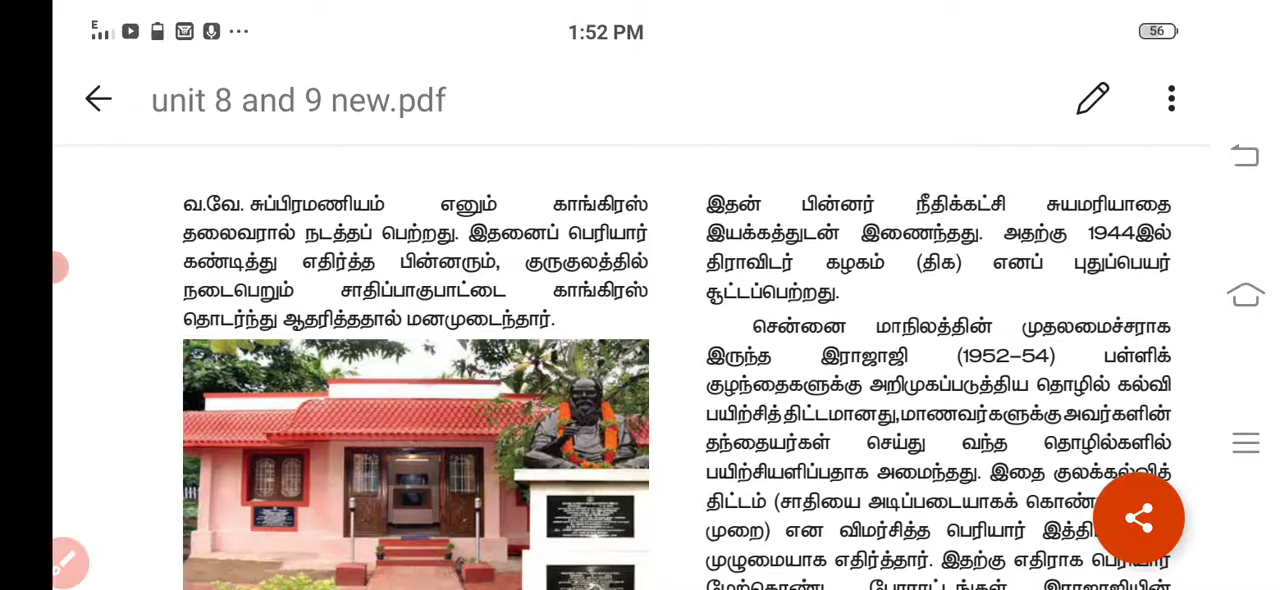 E
1:52 PM
56
unit 8 and 9 new.pdf
வ.வே. சுப்பிரமணியம் எனும் காங்கிரஸ்
தலைவரால் நடத்தப் பெற்றது. இதனைப் பெரியார்
கண்டித்து எதிர்த்த பின்னரும், குருகுலத்தில்
நடைபெறும் சாதிப்பாகுபாட்டை காங்கிரஸ்
தொடர்ந்து ஆதரித்ததால் மனமுடைந்தார்.
இதன் பின்னர் நீதிக்கட்சி சுயமரியாதை
இயக்கத்துடன் இணைந்தது. அதற்கு 1944இல்
திராவிடர் கழகம் (திக) எனப் புதுப்பெயர்
சூட்டப்பெற்றது.
சென்னை மாநிலத்தின் முதலமைச்சராக
இருந்த இராஜாஜி (1952–54) பள்ளிக்
குழந்தைகளுக்கு அறிமுகப்படுத்திய தொழில் கல்வி
பயிற்சித்திட்டமானது,மாணவர்களுக்கு அவர்களின்
தந்தையர்கள் செய்து வந்த தொழில்களில்
பயிற்சியளிப்பதாக அமைந்தது. இதை குலக்கல்வித்
திட்டம் (சாதியை அடிப்படையாகக்
முறை) என விமர்சித்த பெரியார்
முழுமையாக எதிர்த்தார். இதற்கு எதிராக பெரியார்
மேற்கொண்ட போராட்டங்கள் இராஜாஜியின்